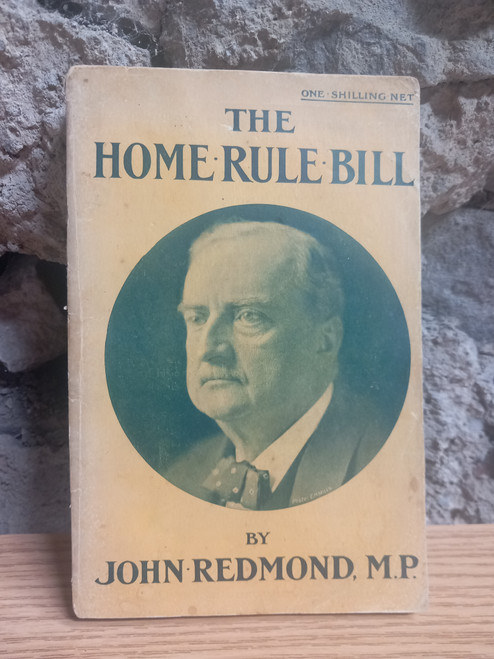 ONE·SHILLING·NET
THE
HOME·RULE·BILL
BY
JOHN·REDMOND, M.P.